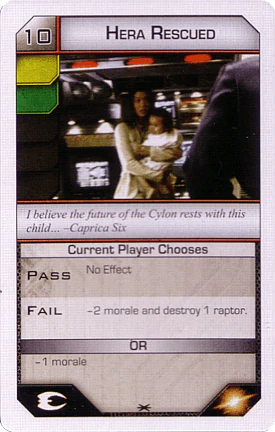 10 HERA RESCUED
I believe the future of the Cylon rests with this
child... –Caprica Six
Current Player Chooses
PASS No Effect
FAIL -2 morale and destroy 1 raptor.
OR
-1 morale